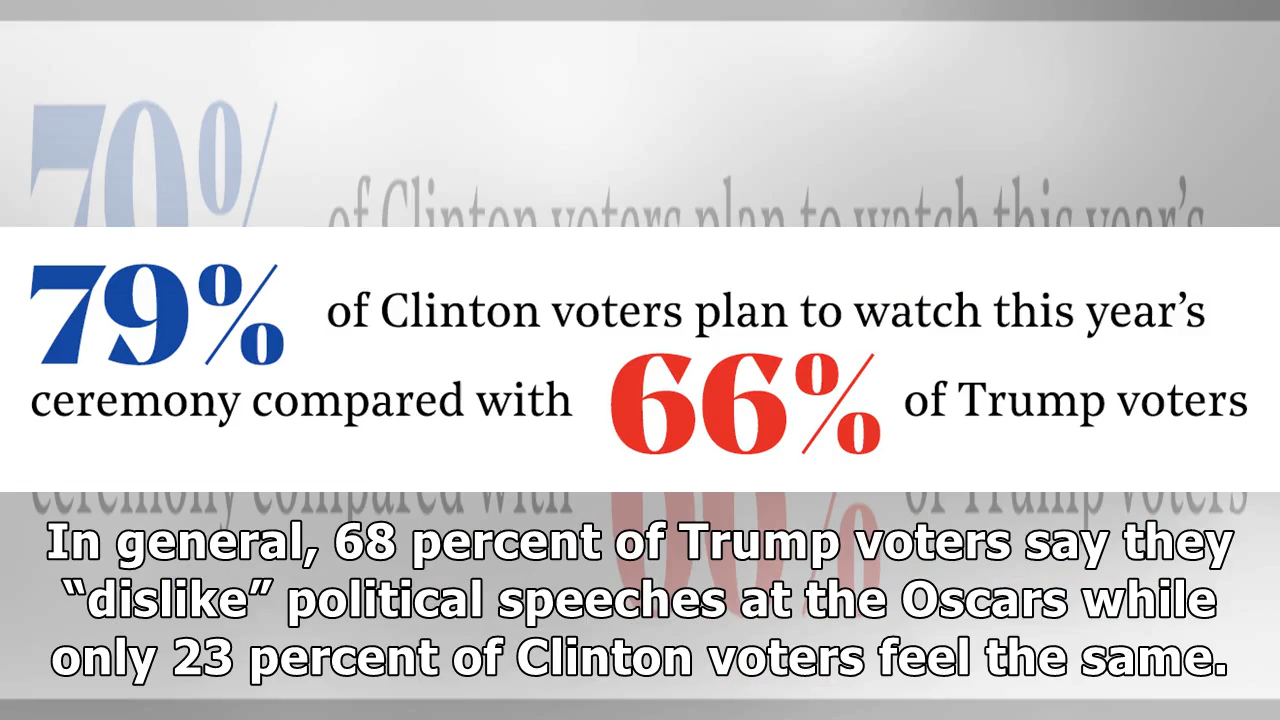 79% of Clinton voters plan to watch this year’s
ceremony compared with 66% of Trump voters
In general, 68 percent of Trump voters say they
“dislike” political speeches at the Oscars while
only 23 percent of Clinton voters feel the same.